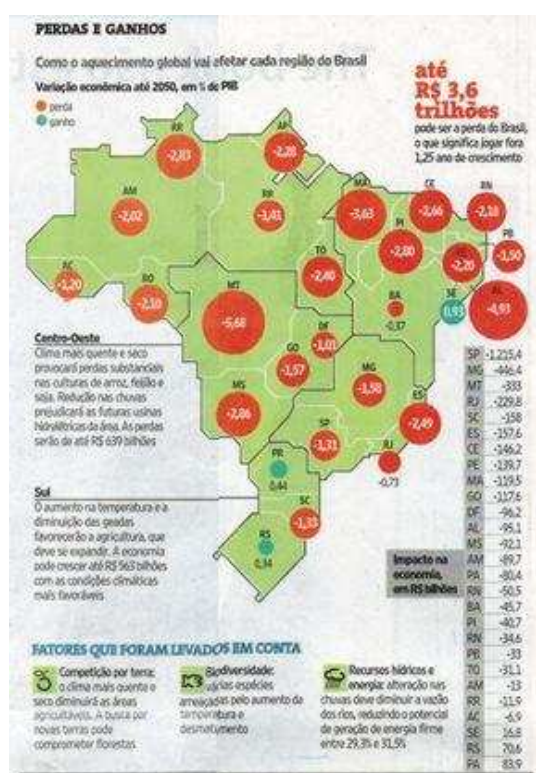 PERDAS E GANHOS
Como o aquecimento global vai afetar cada região do Brasil
Variação econômica até 2050, em % de PIB
perda
ganho
até
R$ 3,6
trilhões
pode ser a perda do Brasil,
o que significa jogar fora
1,25 ano de crescimento
RR
-2,83
AP
-2,28
AM
-2,02
RR
-1,41
MA
-3,63
CE
-2,66
RN
-2,18
PI
-2,80
PB
-1,50
-2,20
AC
-1,20
RO
-2,10
TO
-2,40
MT
-5,68
BA
-0,37
SE
0,93
-4,93
DF
-1,01
GO
-1,57
MG
-1,58
MS
-2,86
ES
-2,49
SP
-1,31
RJ
-0,73
PR
0,44
SC
-1,33
RS
0,34
Centro-Oeste
Clima mais quente e seco
provocará perdas substanciais
nas culturas de arroz, feijão e
soja. Redução nas chuvas
prejudicará as futuras usinas
hidrelétricas da área. As perdas
serão de até R$ 639 bilhões
Sul
O aumento na temperatura e a
diminuição das geadas
favorecerão a agricultura, que
deve se expandir. A economia
pode crescer até R$ 563 bilhões
com as condições climáticas
mais favoráveis
Impacto na
economia,
em R$ bilhões
SP -1.215,4
MG -446,4
MT -333
RJ -229,8
SC -158
ES -157,6
CE -146,2
PE -139,7
MA -119,5
GO -117,6
DF -96,2
AL -95,1
MS -92,1
AM -89,7
PA -80,4
RN -50,5
BA -45,7
PI -40,7
RN -34,6
PB -33
TO -31,1
AM -13
RR -11,9
AC -6,9
SE 16,8
RS 70,6
PA 83,9
FATORES QUE FORAM LEVADOS EM CONTA
Competição por terra:
o clima mais quente e
seco diminuirá as áreas
agricultáveis. A busca por
novas terras pode
comprometer florestas
Biodiversidade:
várias espécies
ameaçadas pelo aumento da
temperatura e
desmatamento
Recursos hídricos e
energia: alteração nas
chuvas deve diminuir a vazão
dos rios, reduzindo o potencial
de geração de energia firme
entre 29,3% e 31,5%